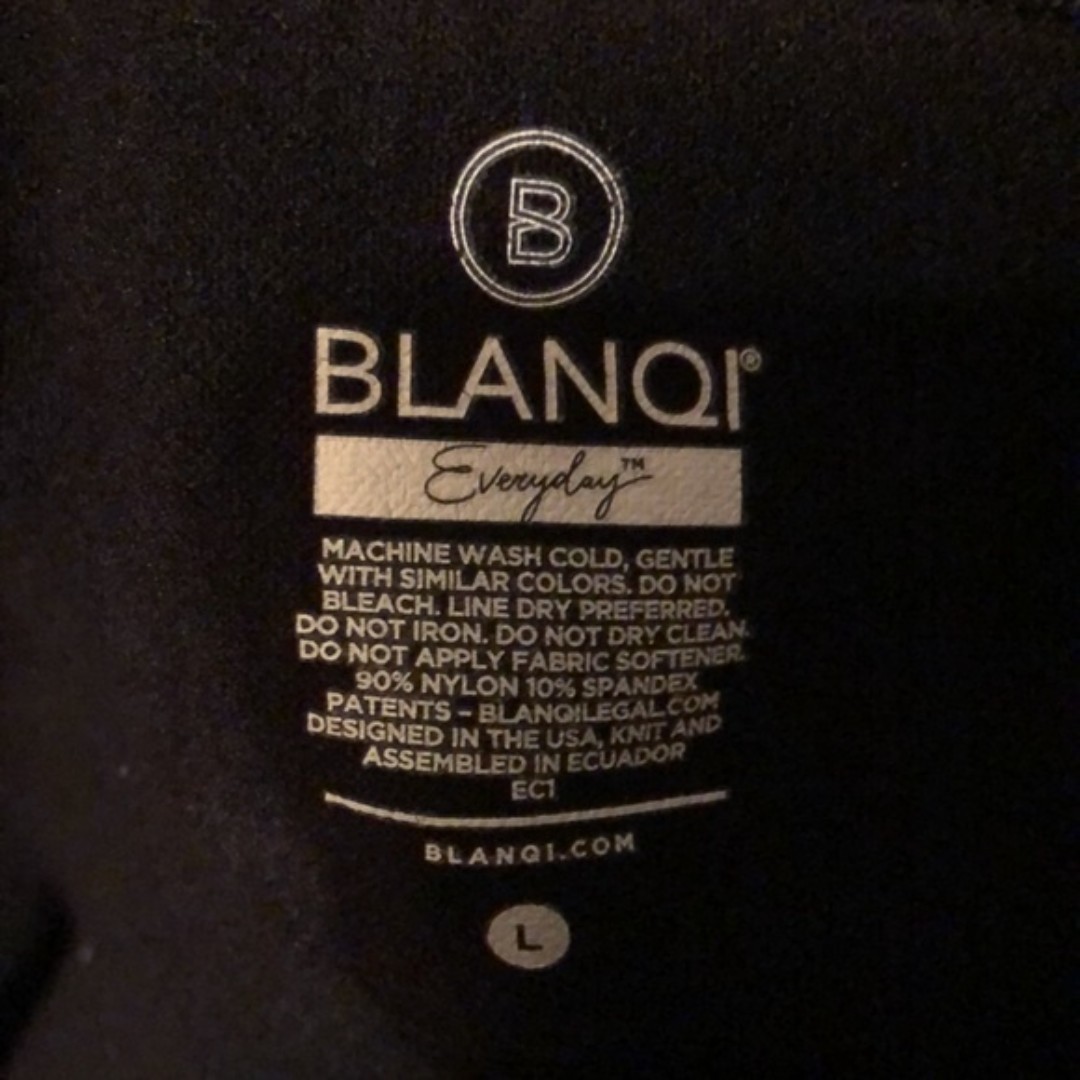 B
BLANQI®
Everyday™
MACHINE WASH COLD, GENTLE
WITH SIMILAR COLORS. DO NOT
BLEACH. LINE DRY PREFERRED.
DO NOT IRON. DO NOT DRY CLEAN.
DO NOT APPLY FABRIC SOFTENER.
90% NYLON 10% SPANDEX
PATENTS – BLANQILEGAL.COM
DESIGNED IN THE USA, KNIT AND
ASSEMBLED IN ECUADOR
EC1
BLANQI.COM
L